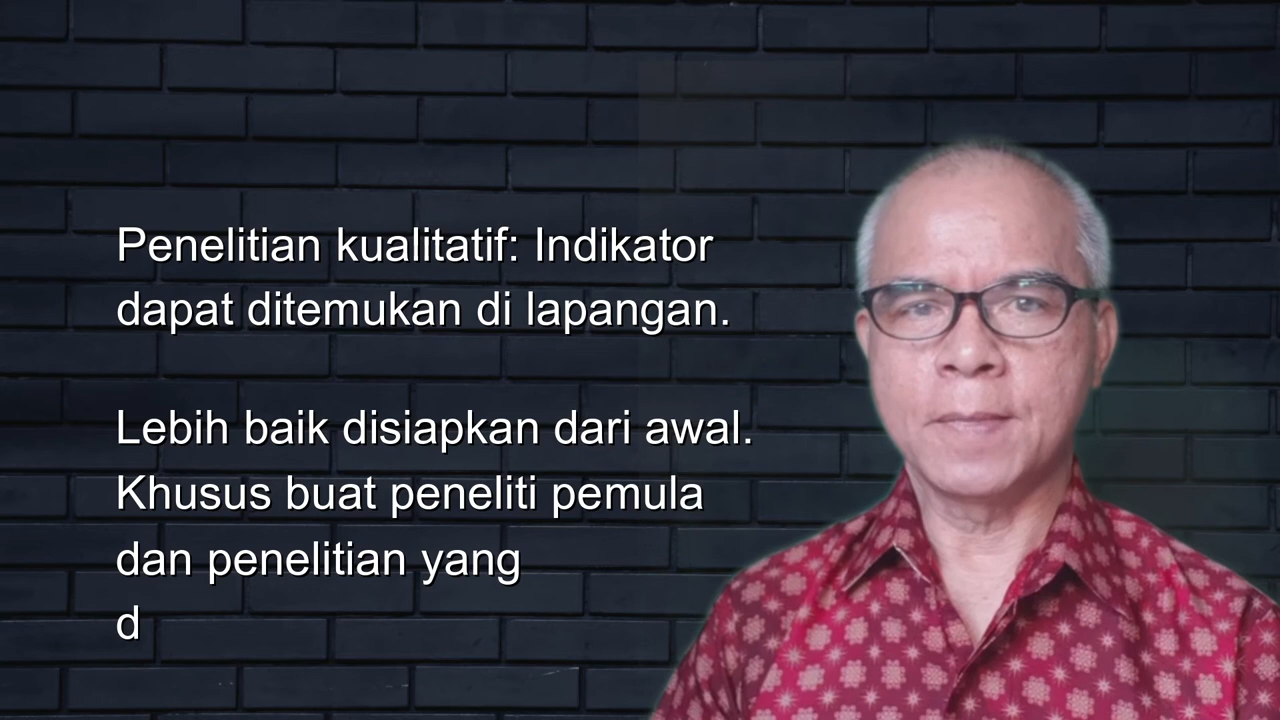 Penelitian kualitatif: Indikator
dapat ditemukan di lapangan.
Lebih baik disiapkan dari awal.
Khusus buat peneliti pemula
dan penelitian yang
d